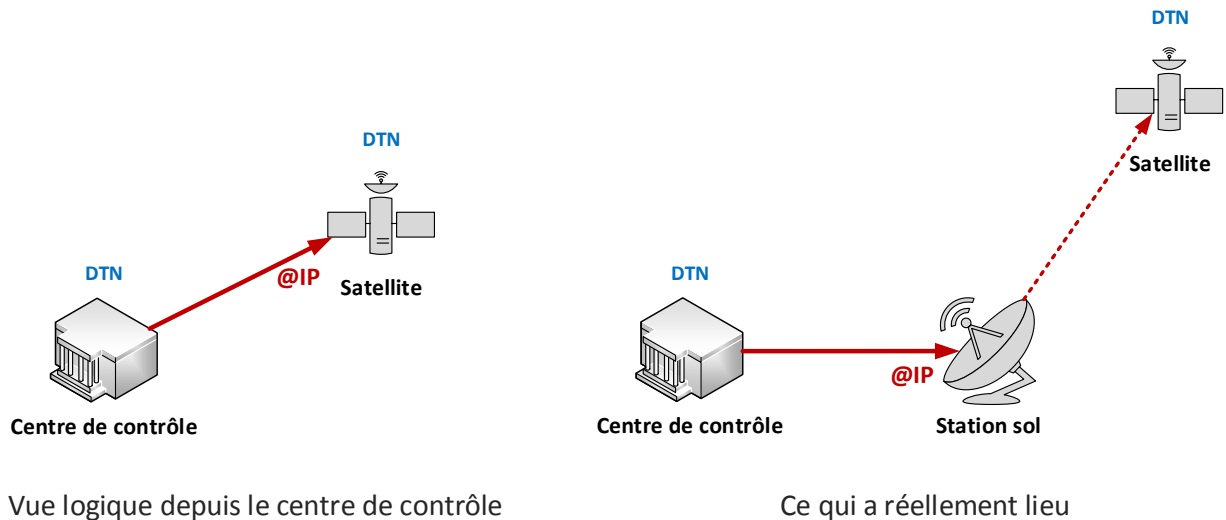 DTN
@IP
Satellite
DTN
Centre de contrôle
Vue logique depuis le centre de contrôle
DTN
Satellite
DTN
@IP
Centre de contrôle
Station sol
Ce qui a réellement lieu